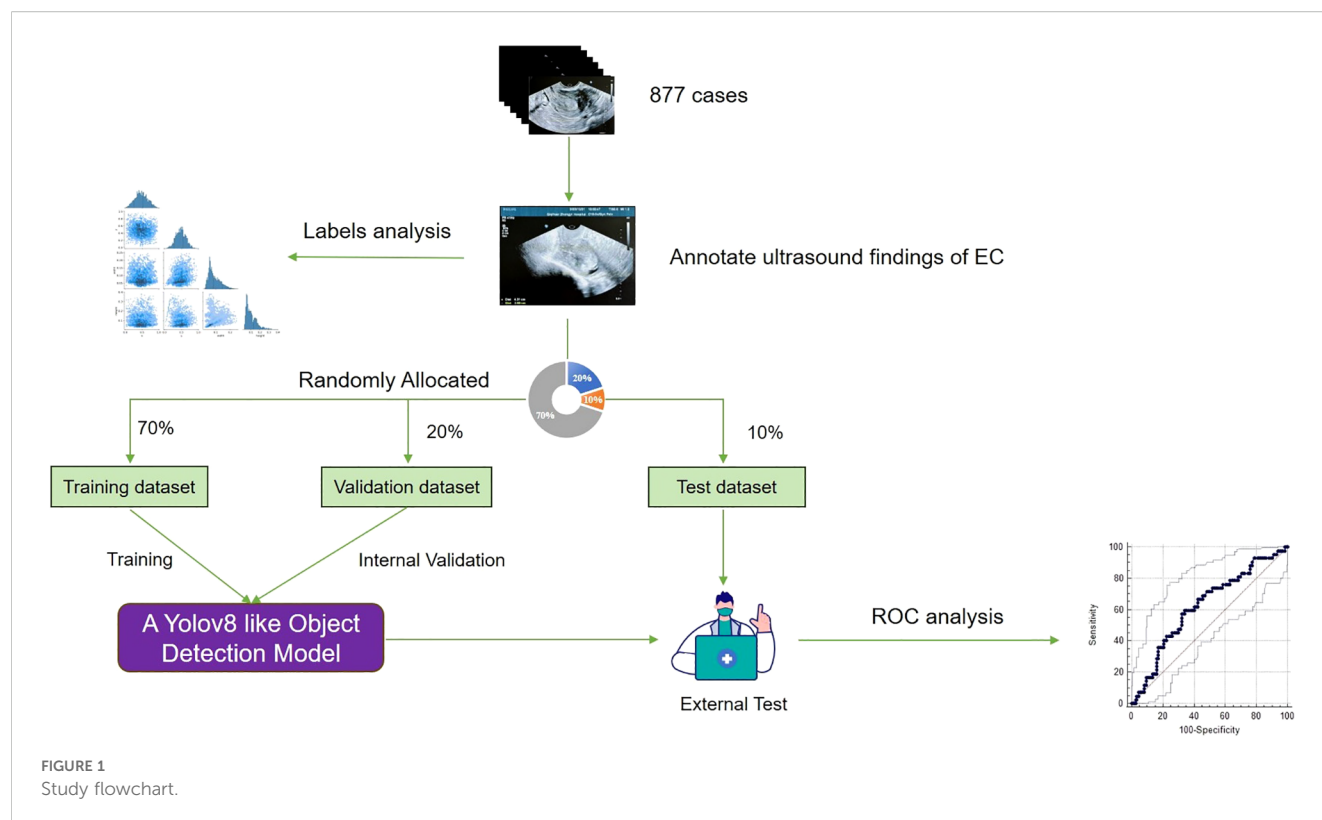 877 cases
Labels analysis
Annotate ultrasound findings of EC
Randomly Allocated
20%
10%
70%
70%
20%
10%
Training dataset
Validation dataset
Test dataset
Training
Internal Validation
A Yolov8 like Object
Detection Model
External Test
ROC analysis
100
80
60
40
20
0
Sensitivity
0 20 40 60 80 100
100-Specificity
FIGURE 1
Study flowchart.